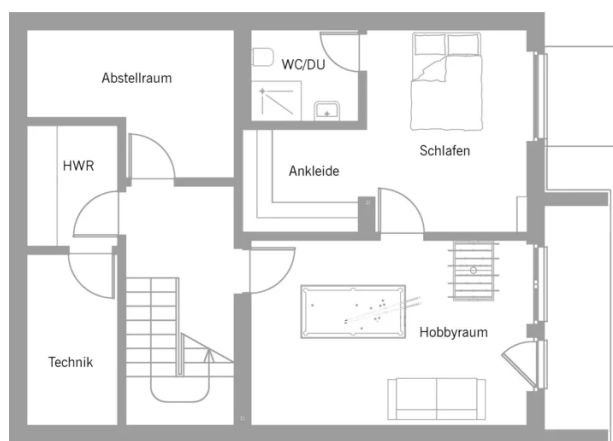 Abstellraum
WC/DU
HWR
Ankleide
Schlafen
Technik
Hobbyraum